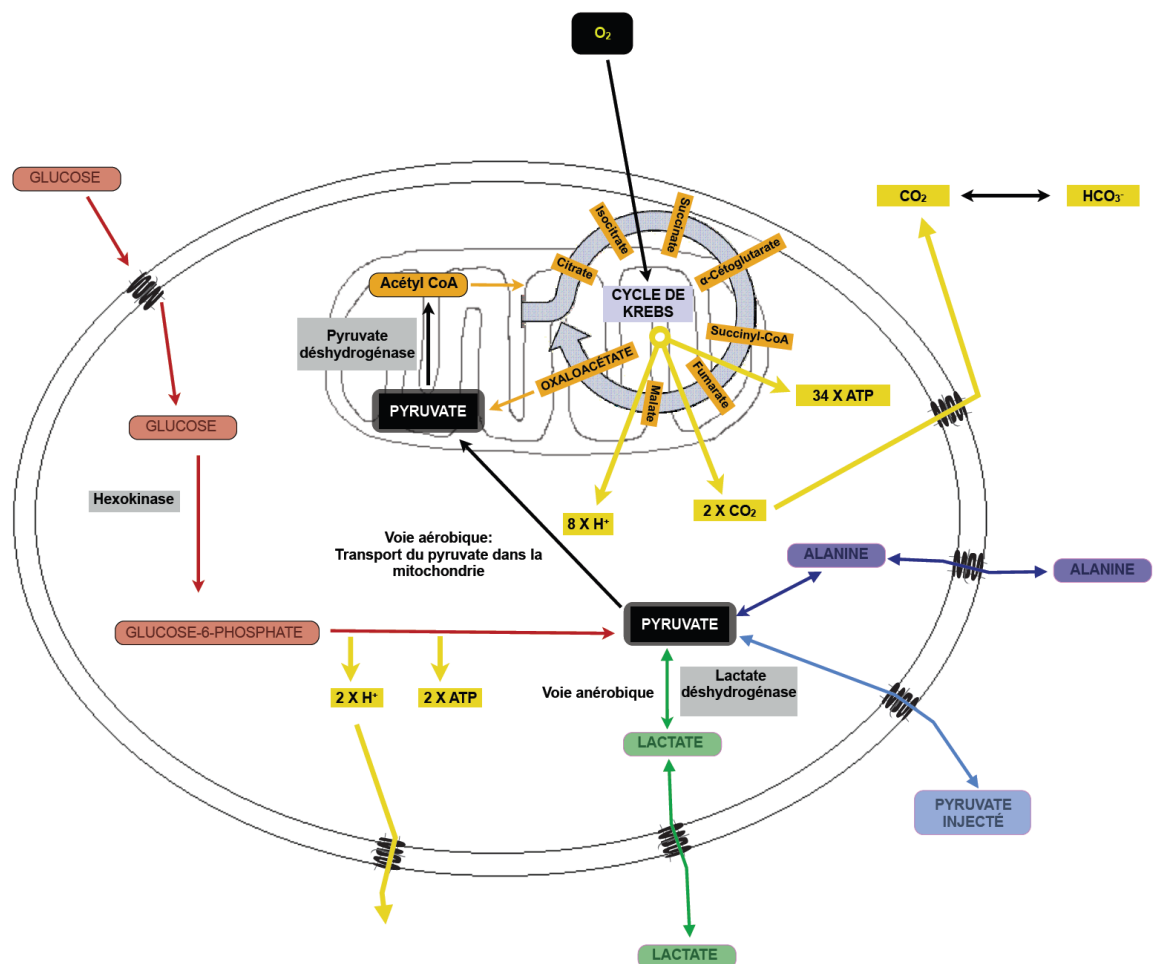 O₂
GLUCOSE
CO₂
HCO₃⁻
Isocitrate
Succinate
Citrate
α-Cétoglutarate
Acétyl CoA
CYCLE DE
KREBS
Pyruvate
déshydrogénase
Succinyl-CoA
OXALOACÉTATE
Fumarate
Malate
34 X ATP
PYRUVATE
GLUCOSE
Hexokinase
8 X H⁺
2 X CO₂
Voie aérobique:
Transport du pyruvate dans la
mitochondrie
ALANINE
ALANINE
GLUCOSE-6-PHOSPHATE
PYRUVATE
2 X H⁺
2 X ATP
Voie anérobique
Lactate
déshydrogénase
LACTATE
PYRUVATE
INJECTÉ
LACTATE